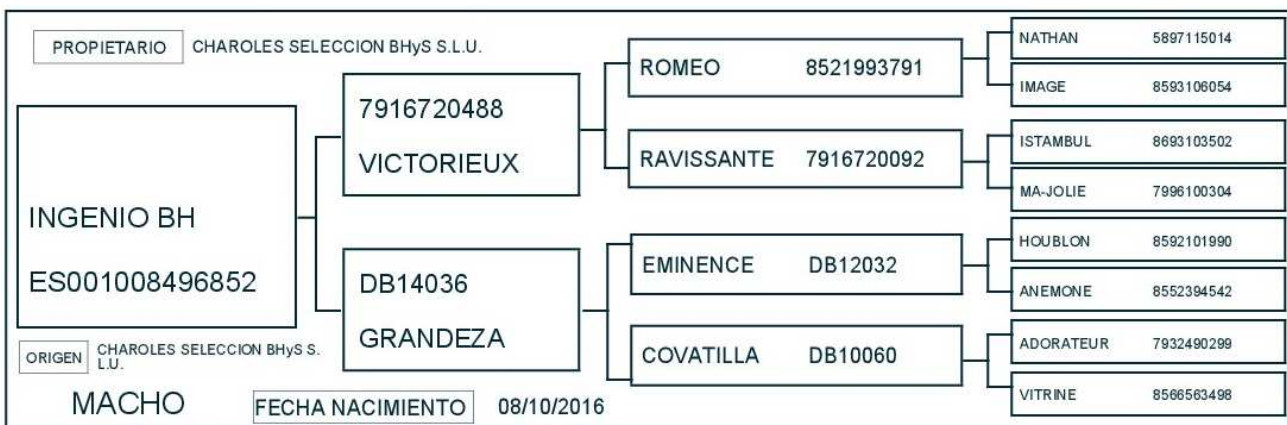 PROPIETARIO CHAROLES SELECCION BHyS S.L.U.
INGENIO BH
ES001008496852
ORIGEN CHAROLES SELECCION BHyS S.
L.U.
MACHO FECHA NACIMIENTO 08/10/2016
7916720488
VICTORIEUX
DB14036
GRANDEZA
ROMEO 8521993791
RAVISSANTE 7916720092
EMINENCE DB12032
COVATILLA DB10060
NATHAN 5897115014
IMAGE 8593106054
ISTAMBUL 8693103502
MA-JOLIE 7996100304
HOUBLON 8592101990
ANEMONE 8552394542
ADORATEUR 7932490299
VITRINE 8566563498